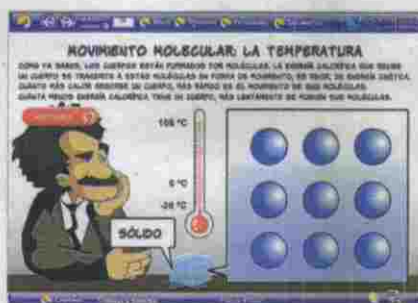 MOVIMIENTO MOLECULAR: LA TEMPERATURA
COMO YA SABES, LOS CUERPOS ESTÁN FORMADOS POR MOLÉCULAS. LA ENERGÍA CALORÍFICA QUE RECIBE
UN CUERPO SE TRANSMITE A ESTAS MOLÉCULAS EN FORMA DE MOVIMIENTO, ES DECIR, DE ENERGÍA CINÉTICA.
CUANTO MÁS CALOR ABSORBE UN CUERPO, MÁS RÁPIDO ES EL MOVIMIENTO DE SUS MOLÉCULAS.
CUANTA MENOS ENERGÍA CALORÍFICA TIENE UN CUERPO, MÁS LENTAMENTE SE MUEVEN SUS MOLÉCULAS.
100 °C
0 °C
-20 °C
SÓLIDO